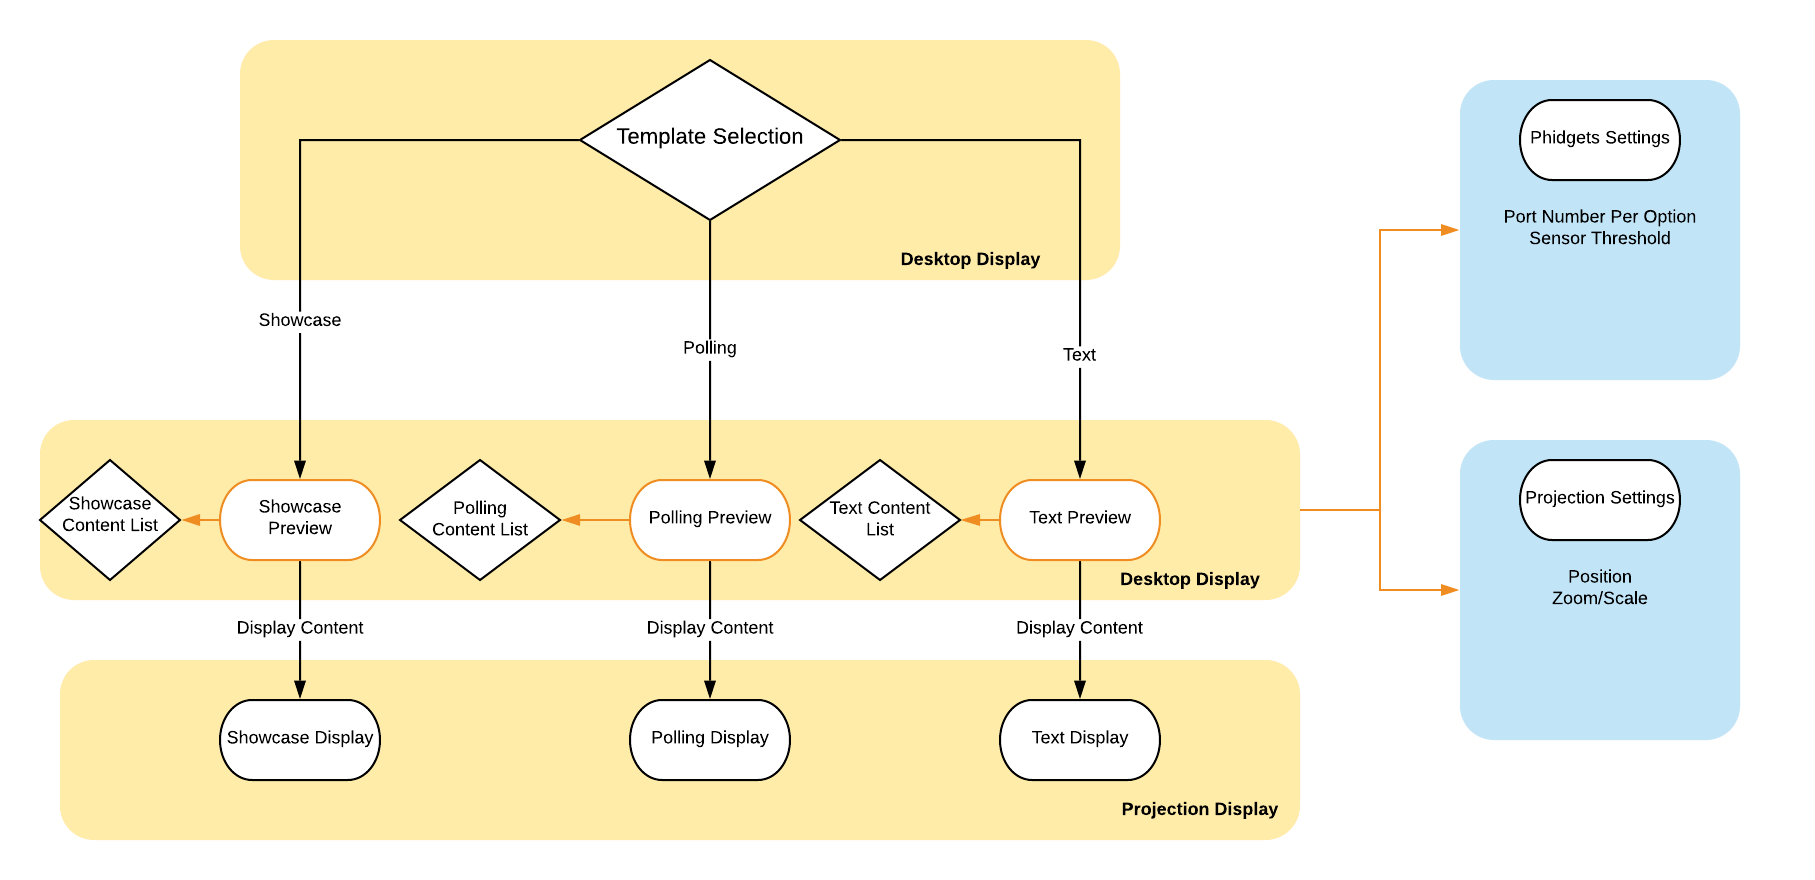 Template Selection
Desktop Display
Showcase
Polling
Text
Showcase
Content List
Showcase
Preview
Polling
Content List
Polling Preview
Text Content
List
Text Preview
Desktop Display
Display Content
Display Content
Display Content
Showcase Display
Polling Display
Text Display
Projection Display
Phidgets Settings
Port Number Per Option
Sensor Threshold
Projection Settings
Position
Zoom/Scale